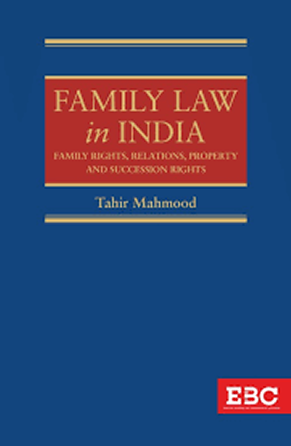 FAMILY LAW
in INDIA
FAMILY RIGHTS, RELATIONS, PROPERTY
AND SUCCESSION RIGHTS
Tahir Mahmood
EBC